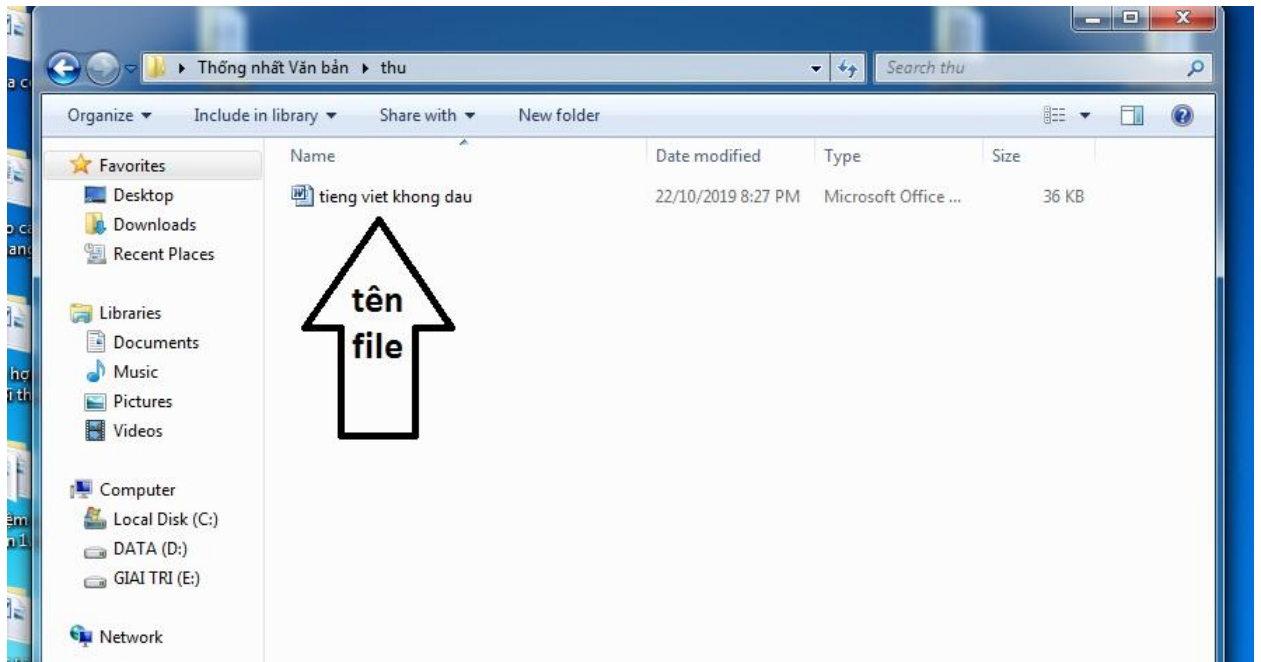 Thống nhất Văn bản thu
Search thu
Organize Include in library Share with New folder
Name Date modified Type Size
tieng viet khong dau 22/10/2019 8:27 PM Microsoft Office ... 36 KB
Favorites
Desktop
Downloads
Recent Places
Libraries
Documents
Music
Pictures
Videos
Computer
Local Disk (C:)
DATA (D:)
GIAI TRI (E:)
Network
tên
file